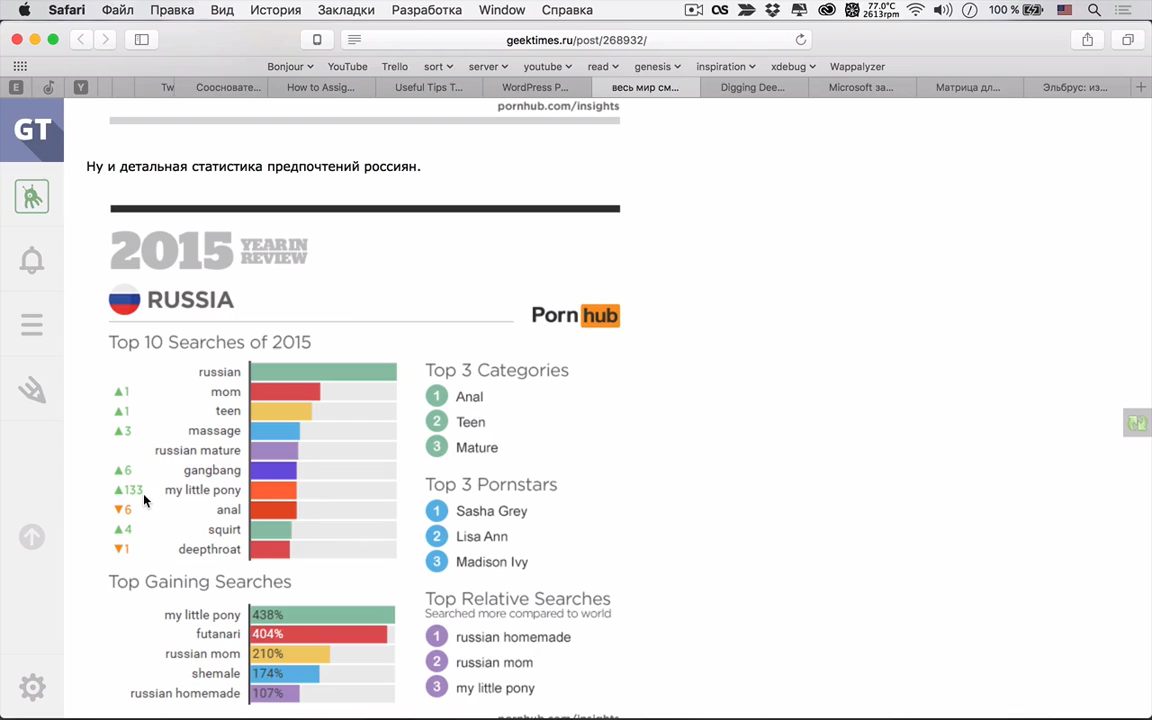 Safari Файл Правка Вид История Закладки Разработка Window Справка 77.0°C 2613rpm 100 %
geektimes.ru/post/268932/
Bonjour YouTube Trello sort server youtube read genesis inspiration xdebug Wappalyzer
E Y Tw Сооснователе... How to Assig... Useful Tips T... WordPress P... весь мир см... Digging Dee... Microsoft за... Матрица дл... Эльбрус: из...
GT
pornhub.com/insights
Ну и детальная статистика предпочтений россиян.
2015 YEAR IN REVIEW
RUSSIA
Porn hub
Top 10 Searches of 2015
russian
▲1 mom
▲1 teen
▲3 massage
russian mature
▲6 gangbang
▲133 my little pony
▼6 anal
▲4 squirt
▼1 deepthroat
Top 3 Categories
1 Anal
2 Teen
3 Mature
Top 3 Pornstars
1 Sasha Grey
2 Lisa Ann
3 Madison Ivy
Top Gaining Searches
my little pony 438%
futanari 404%
russian mom 210%
shemale 174%
russian homemade 107%
Top Relative Searches
Searched more compared to world
1 russian homemade
2 russian mom
3 my little pony
pornhub.com/insights